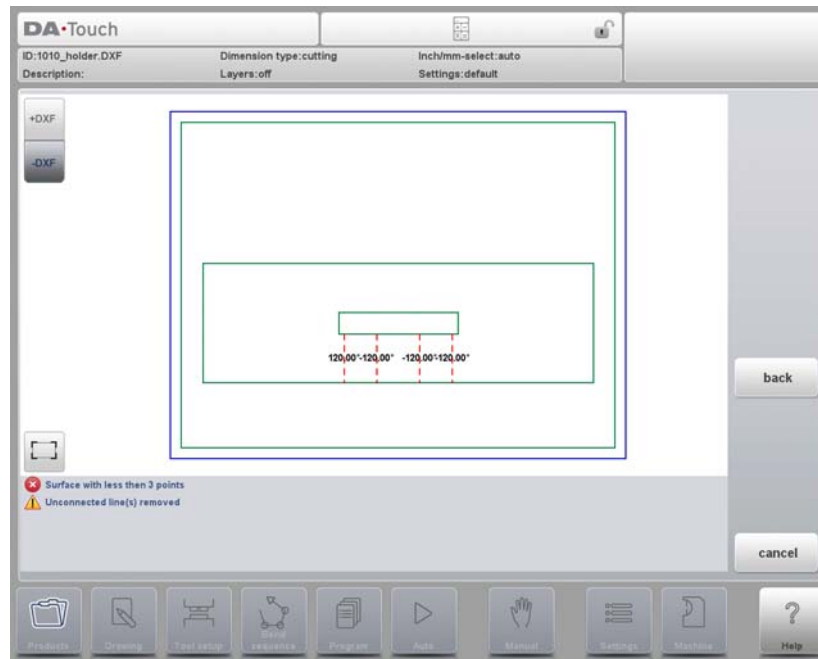 DA•Touch
ID:1010_holder.DXF Dimension type:cutting Inch/mm-select:auto
Description: Layers:off Settings:default
+DXF
-DXF
120,00°-120,00° -120,00°-120,00°
back
Surface with less then 3 points
Unconnected line(s) removed
cancel
Products Drawing Tool setup Bend sequence Program Auto Manual Settings Machine Help